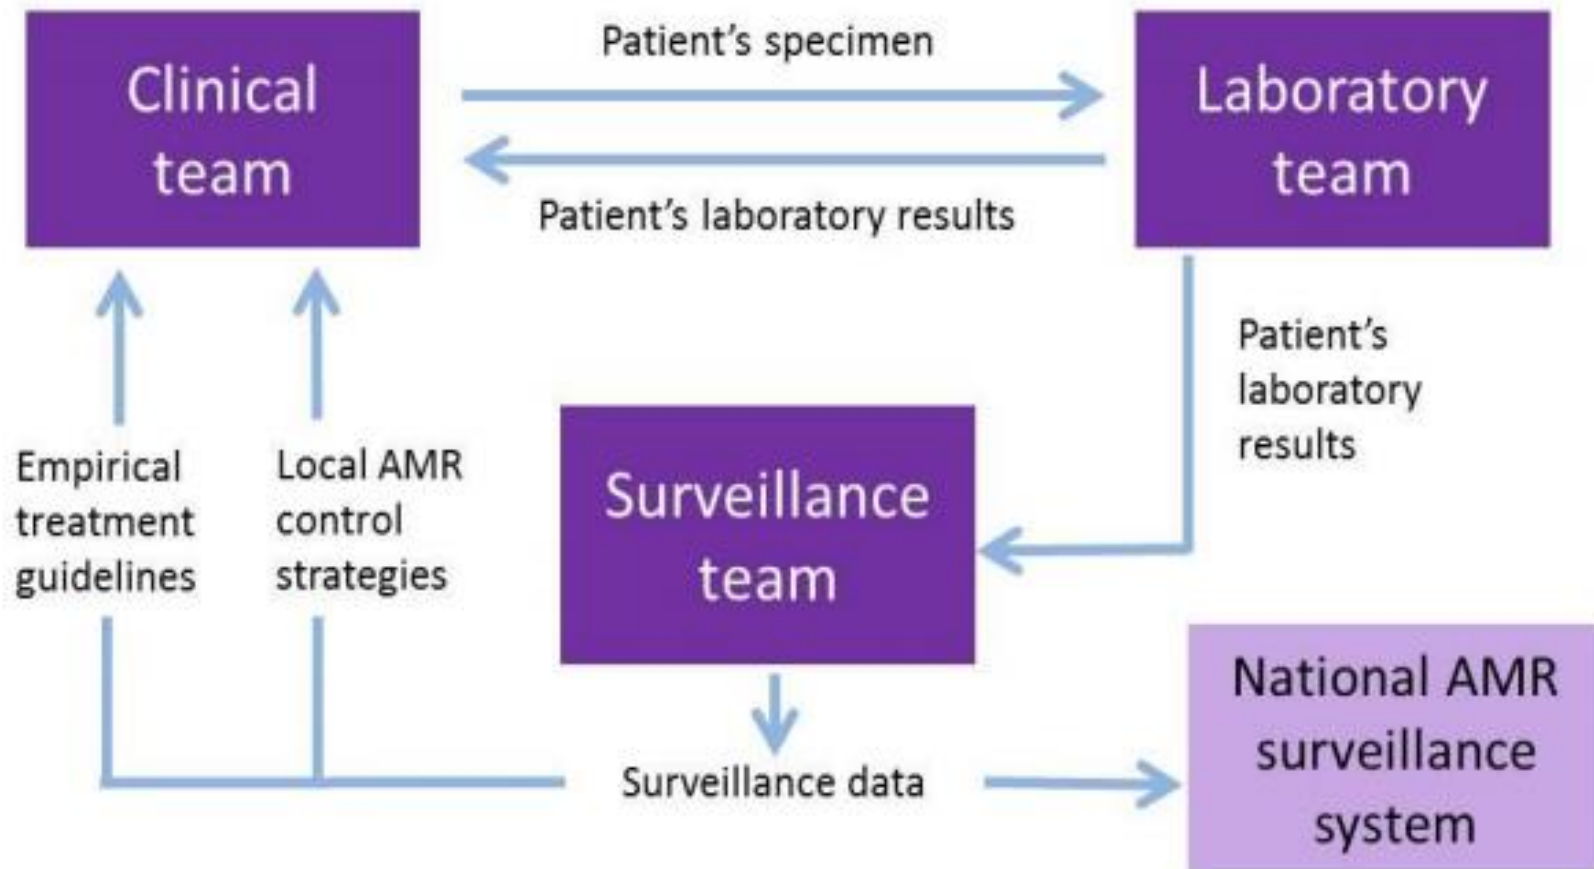 Clinical
team
Patient’s specimen
Patient’s laboratory results
Laboratory
team
Patient’s
laboratory
results
Empirical
treatment
guidelines
Local AMR
control
strategies
Surveillance
team
Surveillance data
National AMR
surveillance
system